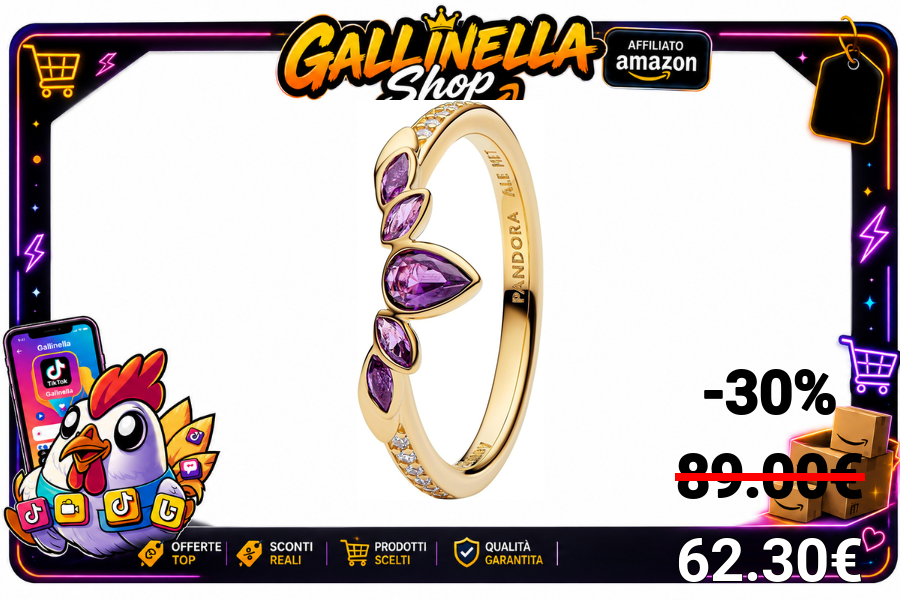 GALLINELLA
Shop
AFFILIATO
amazon
PANDORA ALE MET
Gallinella
TikTok
Gallinella
-30%
89.00€
62.30€
OFFERTE
TOP
SCONTI
REALI
PRODOTTI
SCELTI
QUALITÀ
GARANTITA